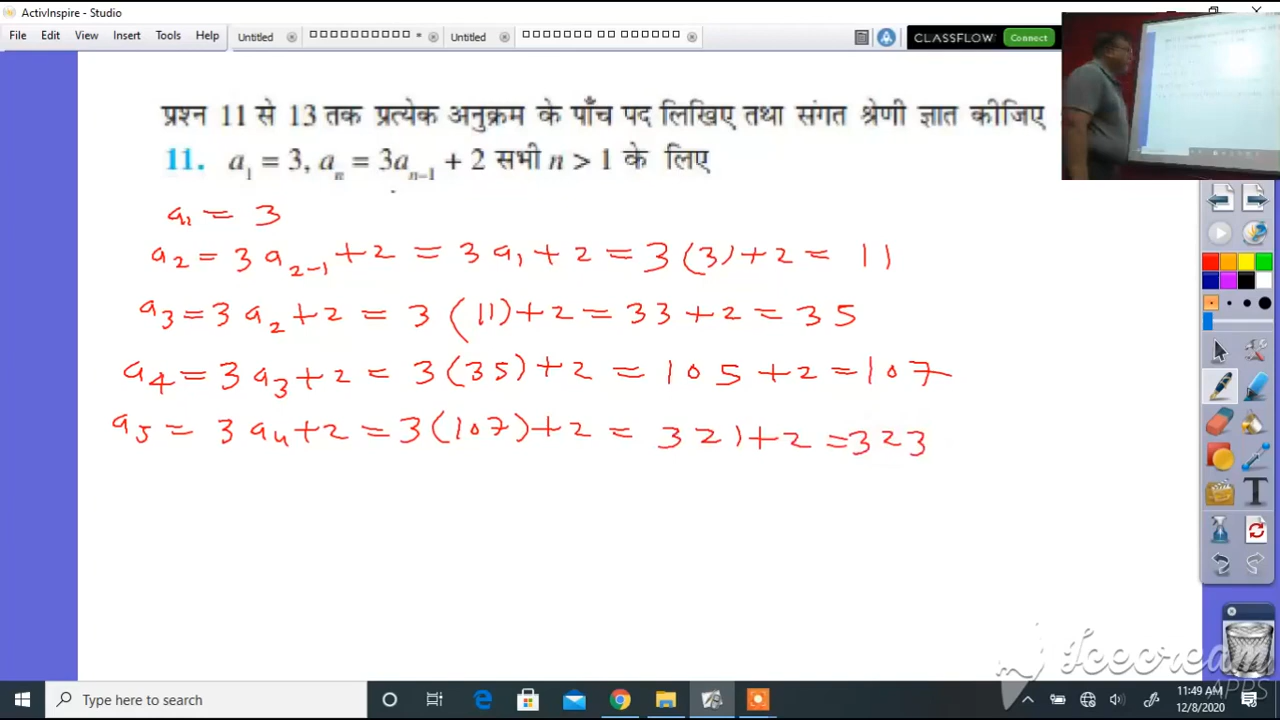 ActivInspire - Studio
File Edit View Insert Tools Help Untitled Untitled CLASSFLOW Connect
प्रश्न 11 से 13 तक प्रत्येक अनुक्रम के पाँच पद लिखिए तथा संगत श्रेणी ज्ञात कीजिए
11. a₁ = 3, aₙ = 3aₙ₋₁ + 2 सभी n > 1 के लिए
a₁ = 3
a₂ = 3a₂₋₁ + 2 = 3a₁ + 2 = 3(3) + 2 = 11
a₃ = 3a₂ + 2 = 3(11) + 2 = 33 + 2 = 35
a₄ = 3a₃ + 2 = 3(35) + 2 = 105 + 2 = 107
a₅ = 3a₄ + 2 = 3(107) + 2 = 321 + 2 = 323
Icecream
APPS
Type here to search
11:49 AM
12/8/2020